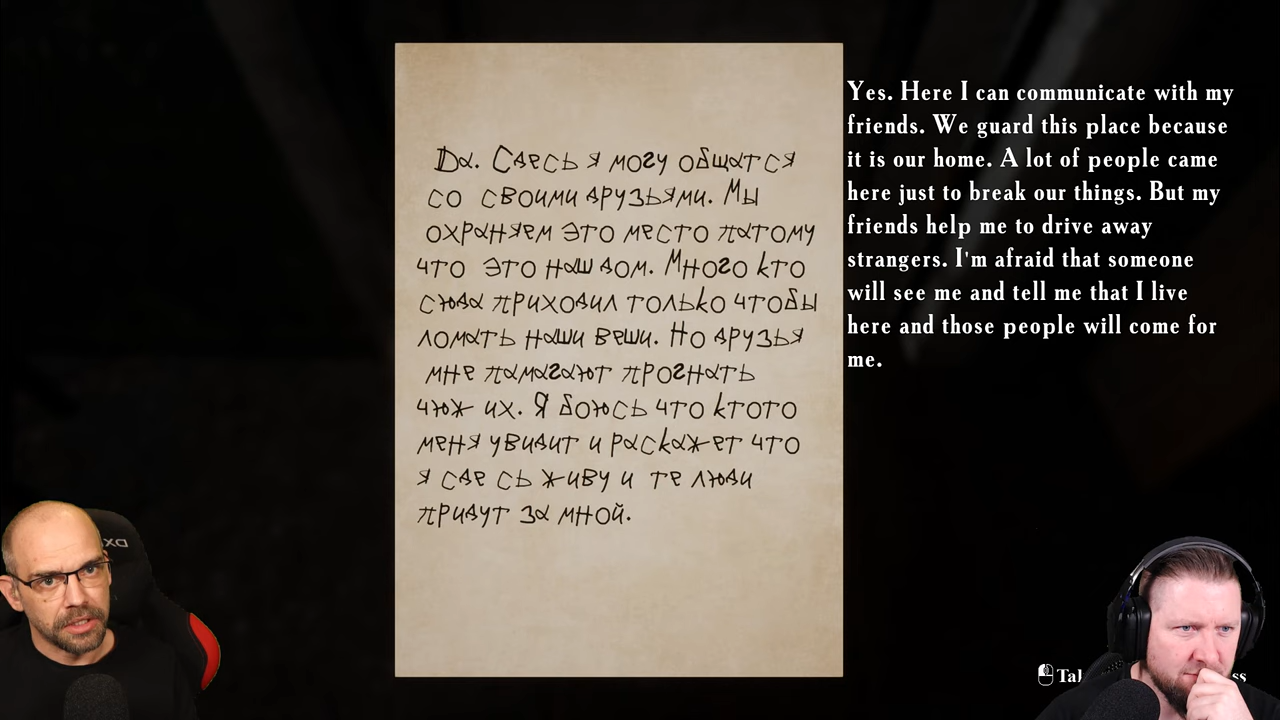 Да. Сдесь я могу общатся
со своими друзьями. Мы
охраняем это место патому
что это наш дом. Много кто
сюда приходил только чтобы
ломать наши веши. Но друзья
мне памагают прогнать
чюж их. Я боюсь что ктото
меня увидит и раскажет что
я сде сь живу и те люди
придут за мной.
Yes. Here I can communicate with my
friends. We guard this place because
it is our home. A lot of people came
here just to break our things. But my
friends help me to drive away
strangers. I'm afraid that someone
will see me and tell me that I live
here and those people will come for
me.